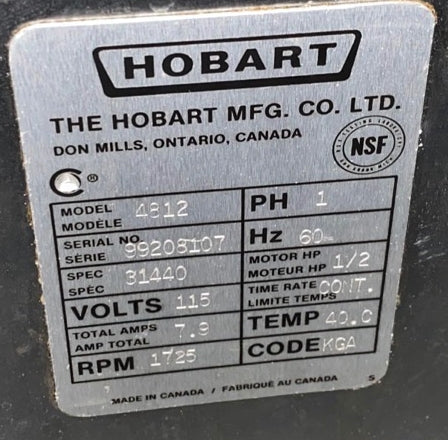 HOBART
THE HOBART MFG. CO. LTD.
DON MILLS, ONTARIO, CANADA
NSF
®
MODEL 4812 PH 1
MODÈLE
SERIAL NO. 99208107 Hz 60~
SÉRIE
SPEC 31440 MOTOR HP 1/2
SPÉC MOTEUR HP
VOLTS 115 TIME RATE CONT.
LIMITE TEMPS
TOTAL AMPS 7.9 TEMP 40.C
AMP TOTAL
RPM 1725 CODE KGA
MADE IN CANADA / FABRIQUÉ AU CANADA S